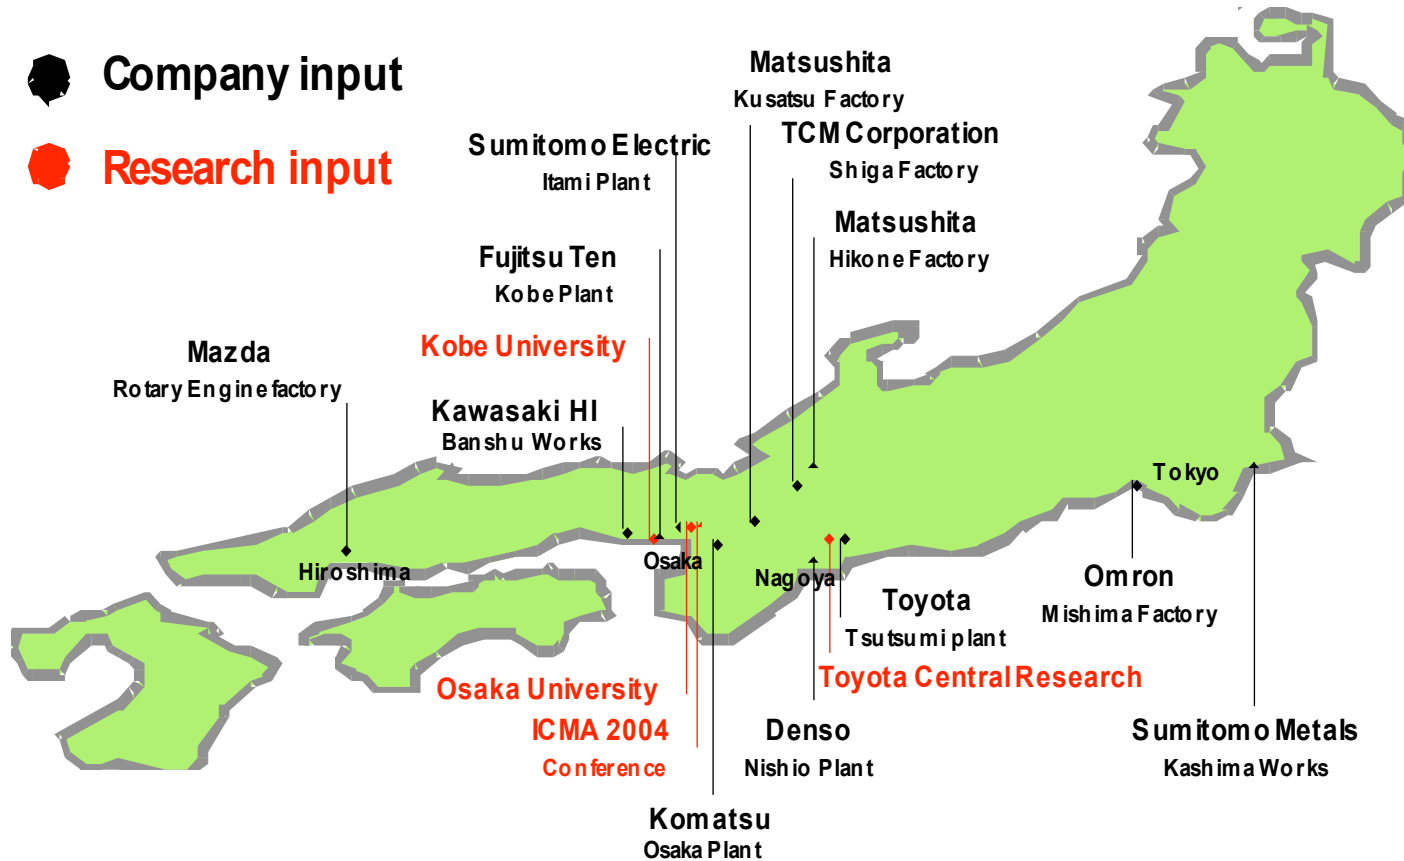 Company input
Research input
Matsushita
Kusatsu Factory
TCM Corporation
Shiga Factory
Sumitomo Electric
Itami Plant
Matsushita
Hikone Factory
Fujitsu Ten
Kobe Plant
Kobe University
Mazda
Rotary Engine factory
Kawasaki HI
Banshu Works
Tokyo
Osaka
Hiroshima
Nagoya
Omron
Mishima Factory
Toyota
Tsutsumi plant
Toyota Central Research
Osaka University
ICMA 2004
Conference
Denso
Nishio Plant
Sumitomo Metals
Kashima Works
Komatsu
Osaka Plant